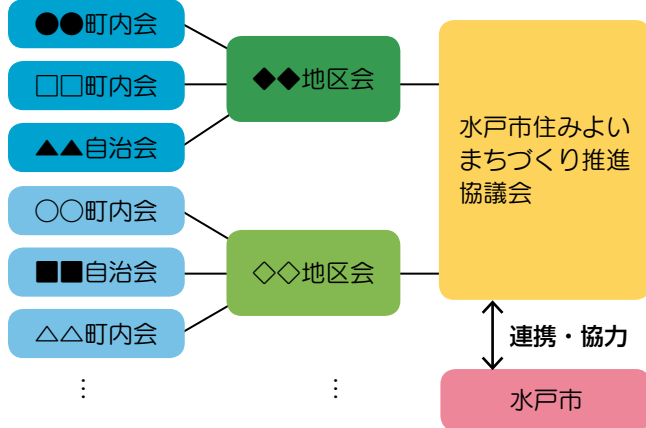 ●●町内会
□□町内会
▲▲自治会
○○町内会
■■自治会
△△町内会
⋮
◆◆地区会
◇◇地区会
⋮
水戸市住みよい
まちづくり推進
協議会
連携・協力
水戸市